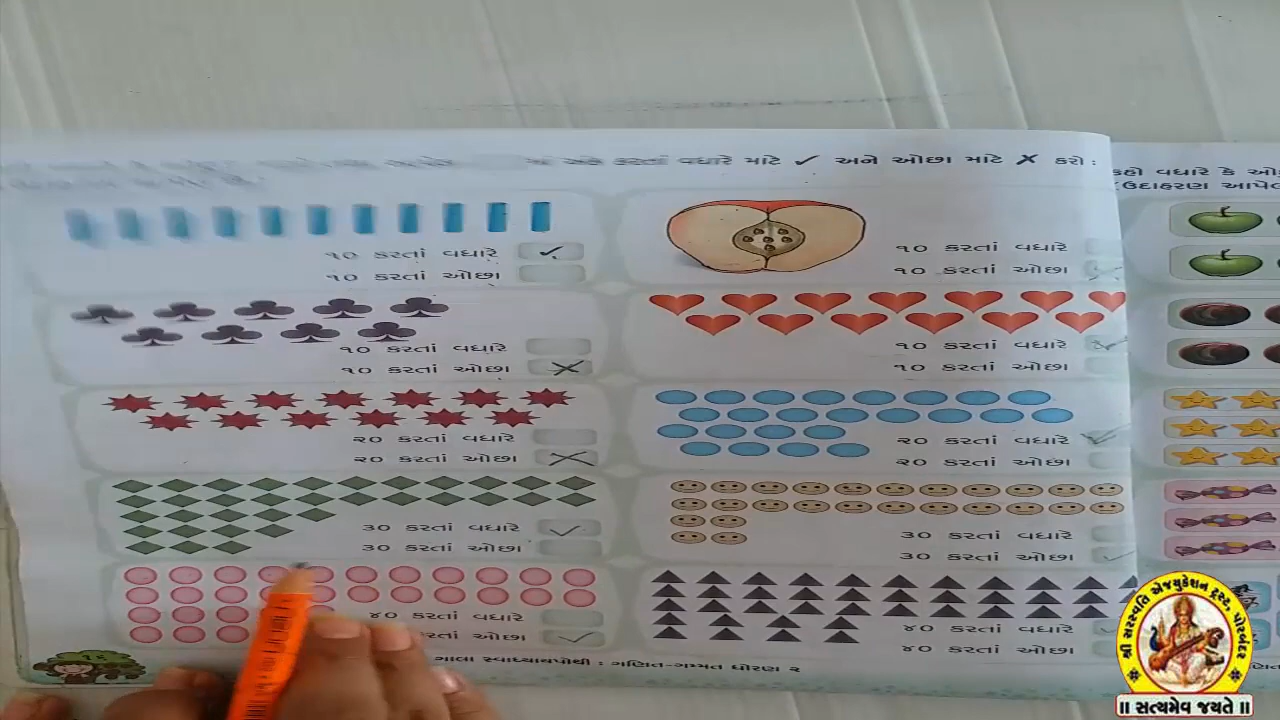 કરતાં વધારે માટે ✓ અને ઓછા માટે ✗ કરો :
૧૦ કરતાં વધારે ✓
૧૦ કરતાં ઓછા
૧૦ કરતાં વધારે
૧૦ કરતાં ઓછા ✗
૨૦ કરતાં વધારે
૨૦ કરતાં ઓછા ✗
૩૦ કરતાં વધારે ✓
૩૦ કરતાં ઓછા
૪૦ કરતાં વધારે
કરતાં ઓછા ✓
૧૦ કરતાં વધારે
૧૦ કરતાં ઓછા
૧૦ કરતાં વધારે ✓
૧૦ કરતાં ઓછા
૨૦ કરતાં વધારે ✓
૨૦ કરતાં ઓછા
૩૦ કરતાં વધારે
૩૦ કરતાં ઓછા ✓
૪૦ કરતાં વધારે
૪૦ કરતાં ઓછા
ગાલા સ્વાધ્યાયપોથી : ગણિત-ગમ્મત ધોરણ ૨
કહો વધારે કે
(ઉદાહરણ આપેલ
શ્રી સરસ્વતિ એજ્યુકેશન ટ્રસ્ટ, પોરબંદર
॥ સત્યમેવ જયતે ॥